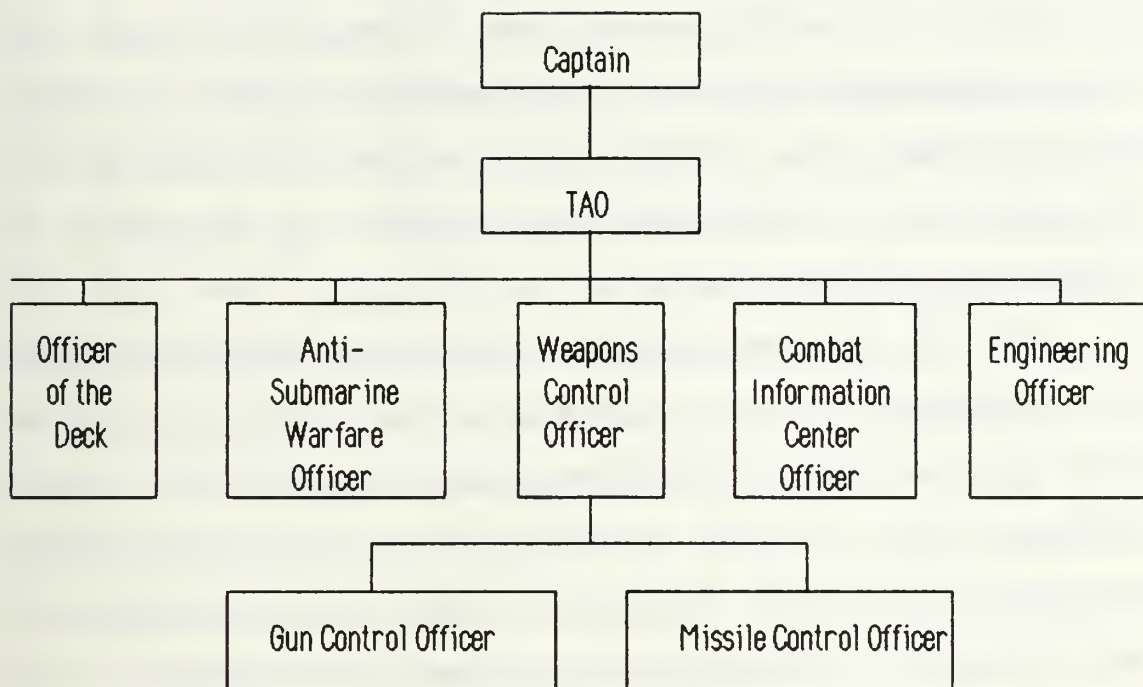 Captain
TAO
Officer
of the
Deck
Anti-
Submarine
Warfare
Officer
Weapons
Control
Officer
Combat
Information
Center
Officer
Engineering
Officer
Gun Control Officer
Missile Control Officer